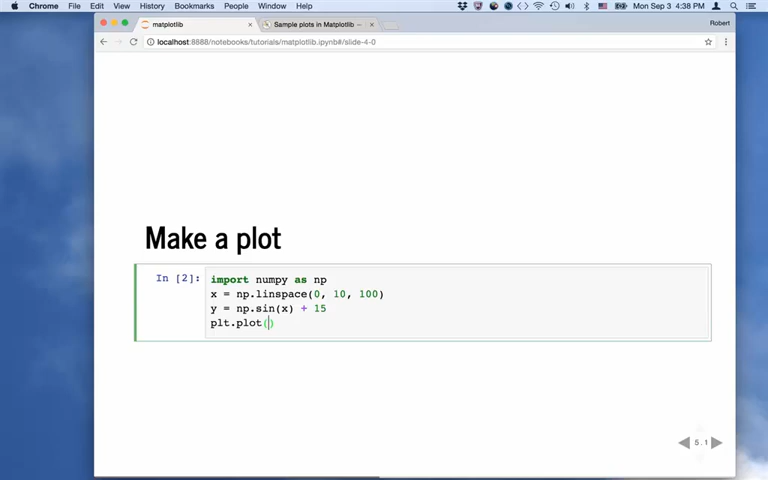 Chrome File Edit View History Bookmarks People Window Help Mon Sep 3 4:38 PM
matplotlib × Sample plots in Matplotlib — × Robert
localhost:8888/notebooks/tutorials/matplotlib.ipynb#/slide-4-0
Make a plot
In [2]: import numpy as np
x = np.linspace(0, 10, 100)
y = np.sin(x) + 15
plt.plot()
5.1